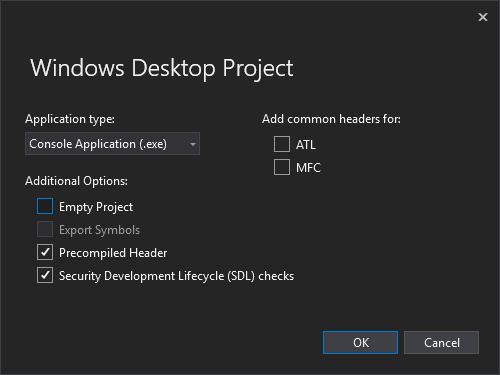 Windows Desktop Project
Application type:
Console Application (.exe)
Add common headers for:
ATL
MFC
Additional Options:
Empty Project
Export Symbols
Precompiled Header
Security Development Lifecycle (SDL) checks
OK
Cancel